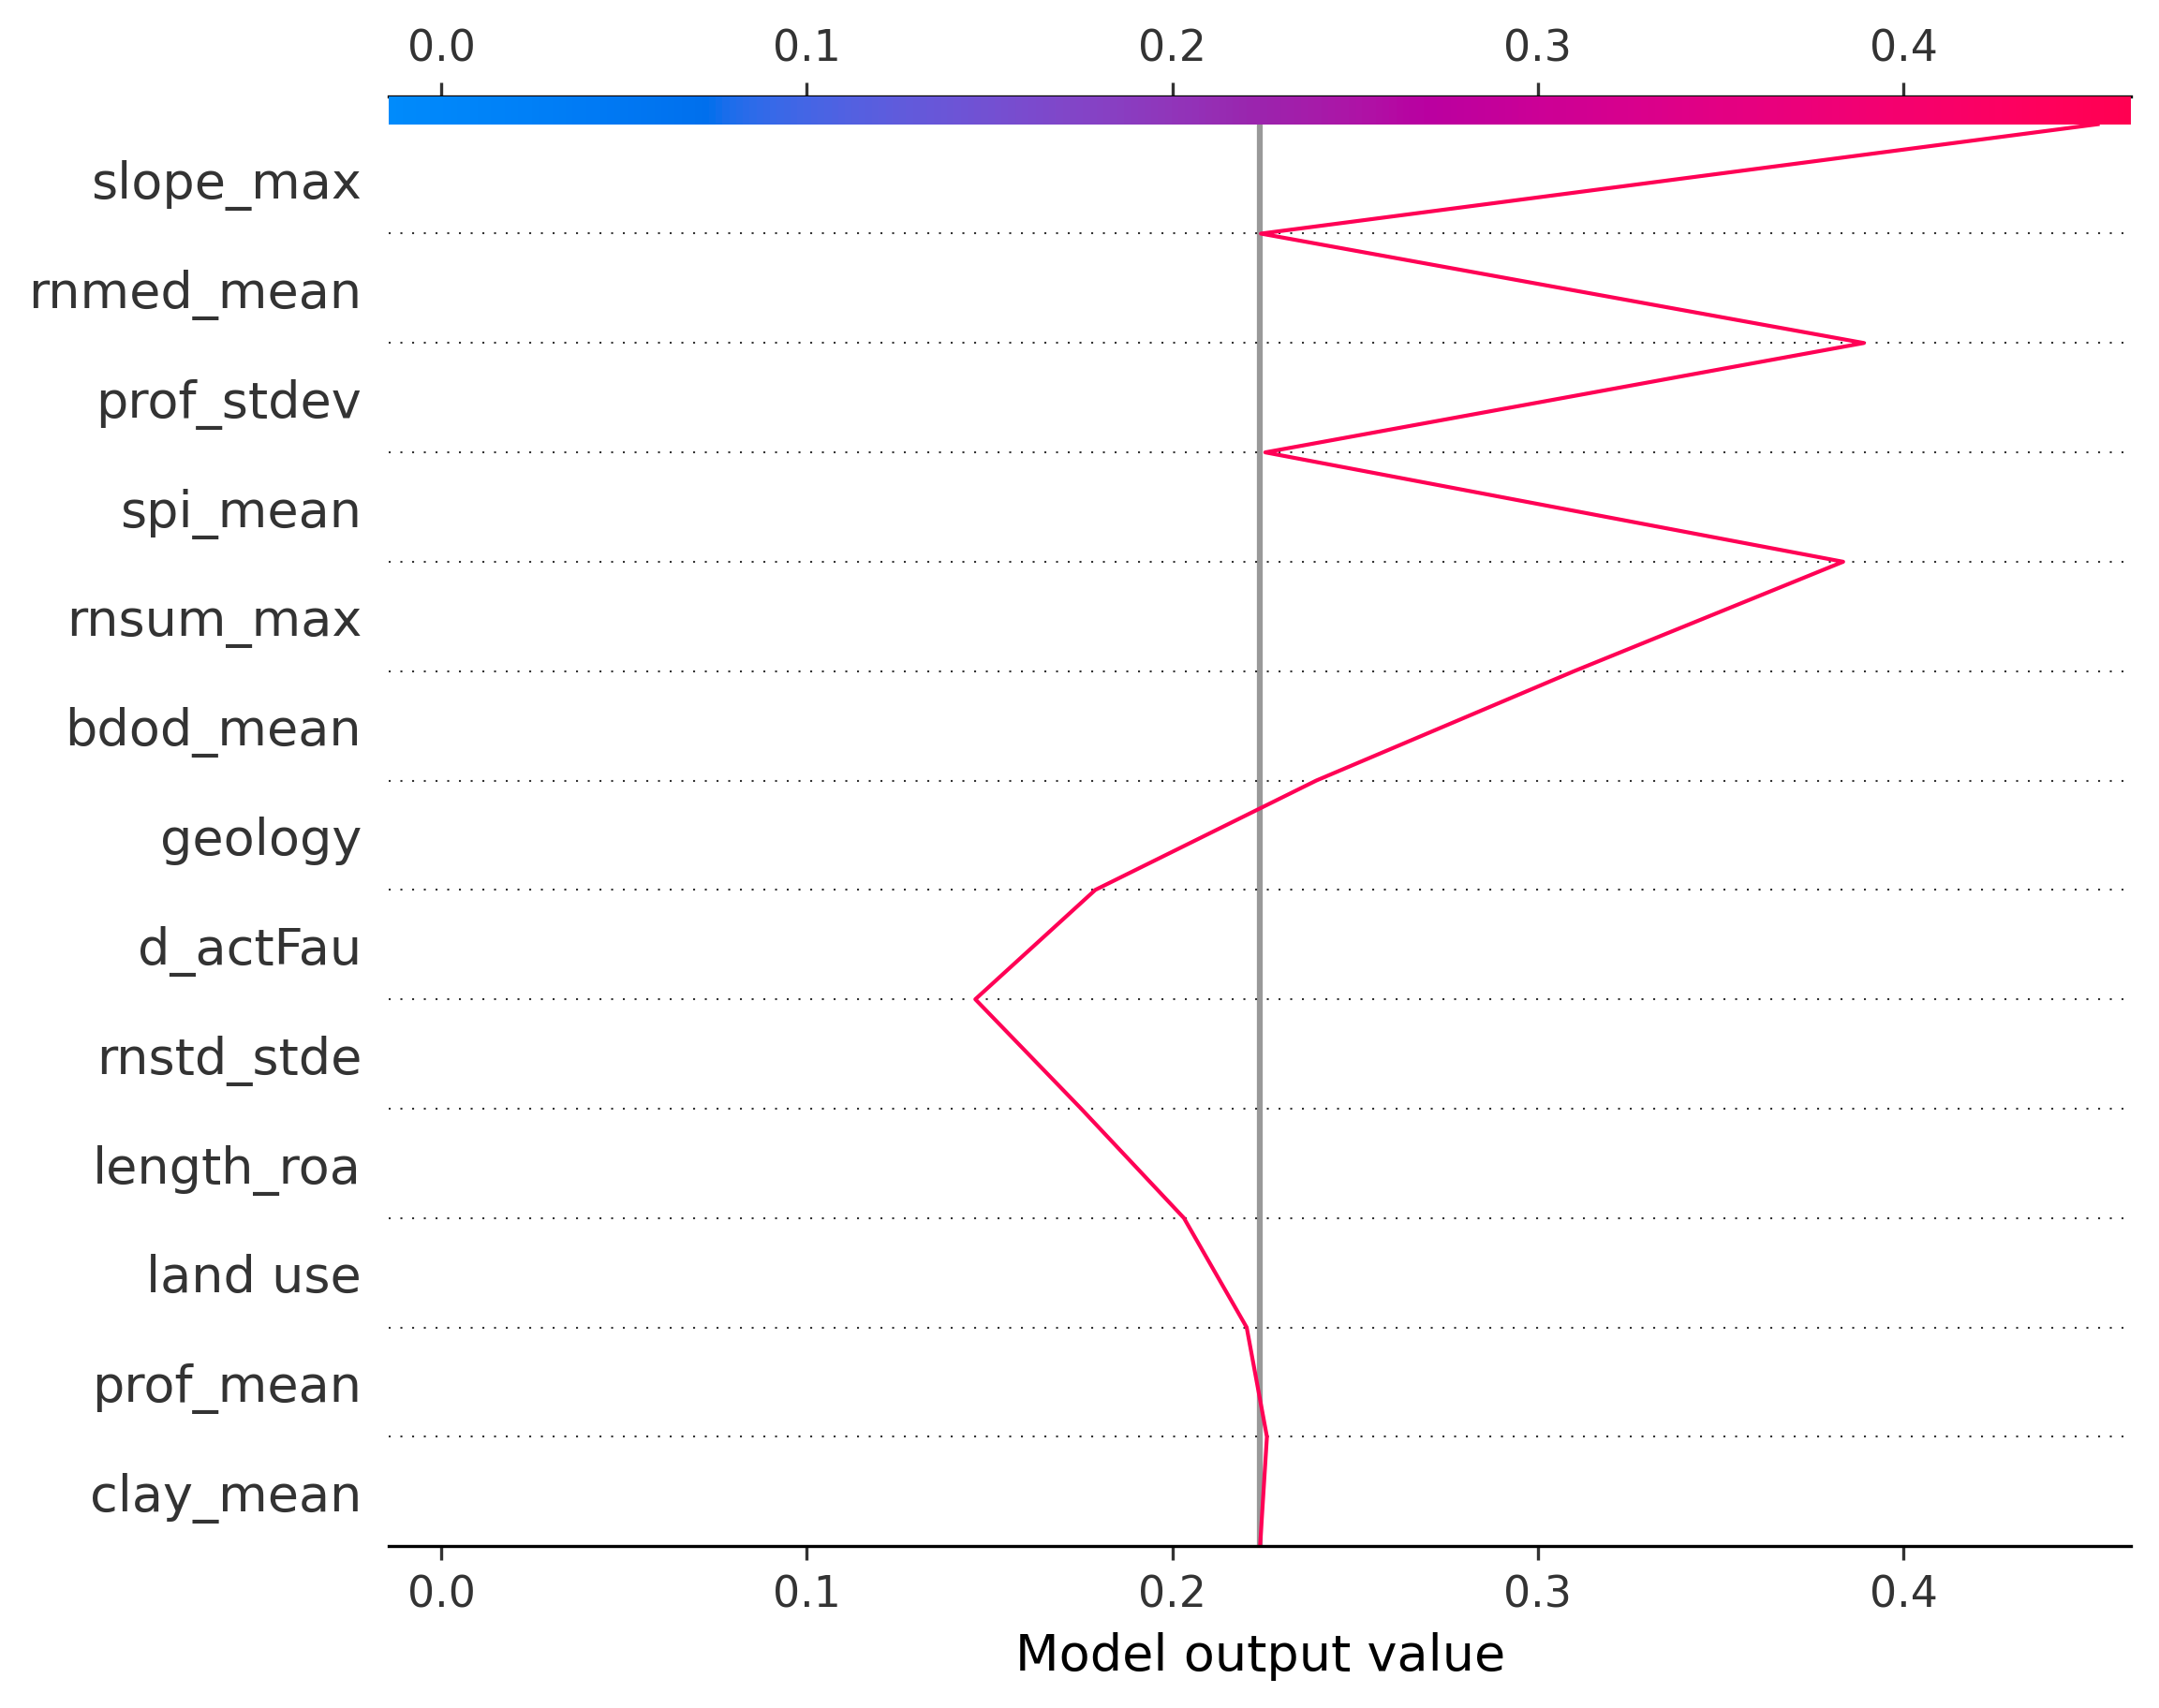 0.0 0.1 0.2 0.3 0.4
slope_max
rnmed_mean
prof_stdev
spi_mean
rnsum_max
bdod_mean
geology
d_actFau
rnstd_stde
length_roa
land use
prof_mean
clay_mean
0.0 0.1 0.2 0.3 0.4
Model output value